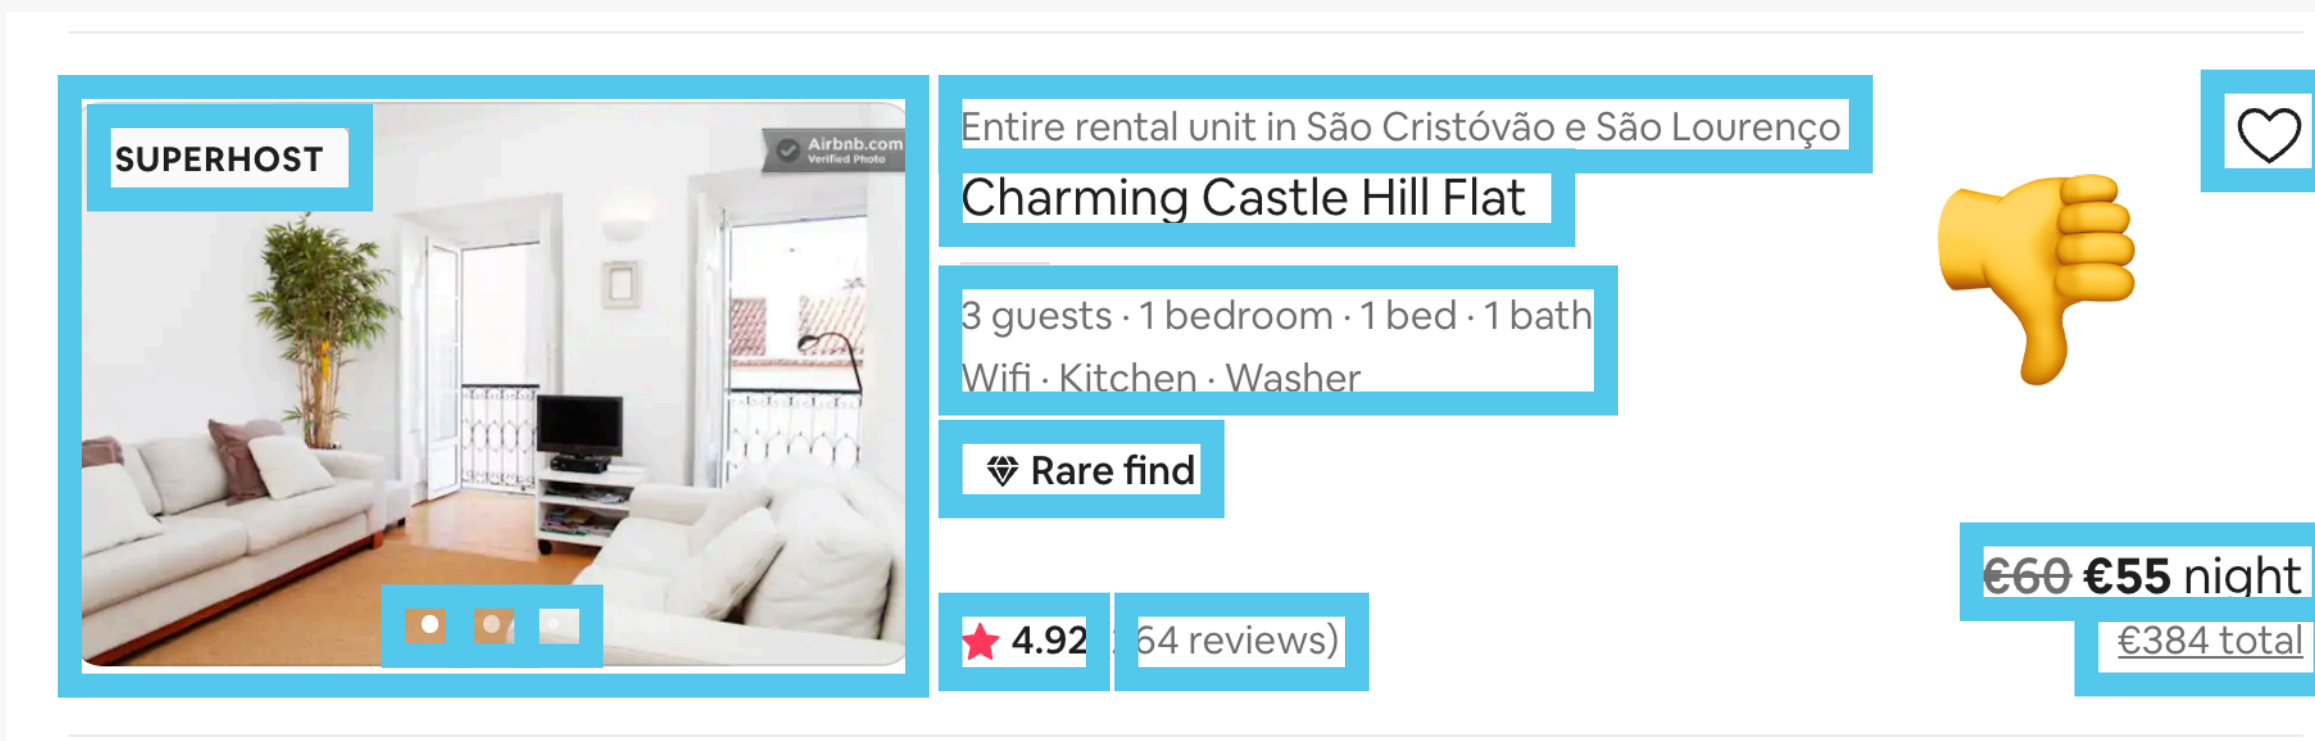 SUPERHOST
Airbnb.com
Verified Photo
Entire rental unit in São Cristóvão e São Lourenço
Charming Castle Hill Flat
3 guests · 1 bedroom · 1 bed · 1 bath
Wifi · Kitchen · Washer
Rare find
4.92 64 reviews)
€60 €55 night
€384 total